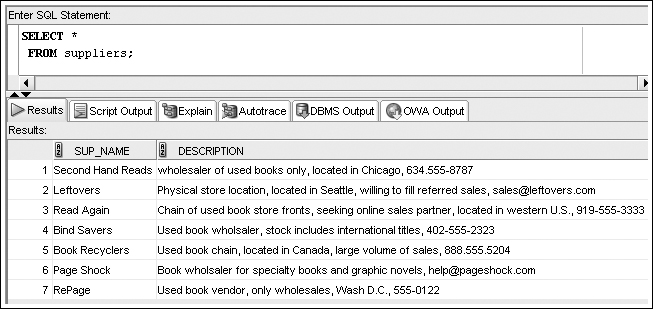 Enter SQL Statement:
SELECT *
FROM suppliers;
Results Script Output Explain Autotrace DBMS Output OWA Output
Results:
SUP_NAME DESCRIPTION
1 Second Hand Reads wholesaler of used books only, located in Chicago, 634.555-8787
2 Leftovers Physical store location, located in Seattle, willing to fill referred sales, sales@leftovers.com
3 Read Again Chain of used book store fronts, seeking online sales partner, located in western U.S., 919-555-3333
4 Bind Savers Used book wholsaler, stock includes international titles, 402-555-2323
5 Book Recyclers Used book chain, located in Canada, large volume of sales, 888.555.5204
6 Page Shock Book wholsaler for specialty books and graphic novels, help@pageshock.com
7 RePage Used book vendor, only wholesales, Wash D.C., 555-0122